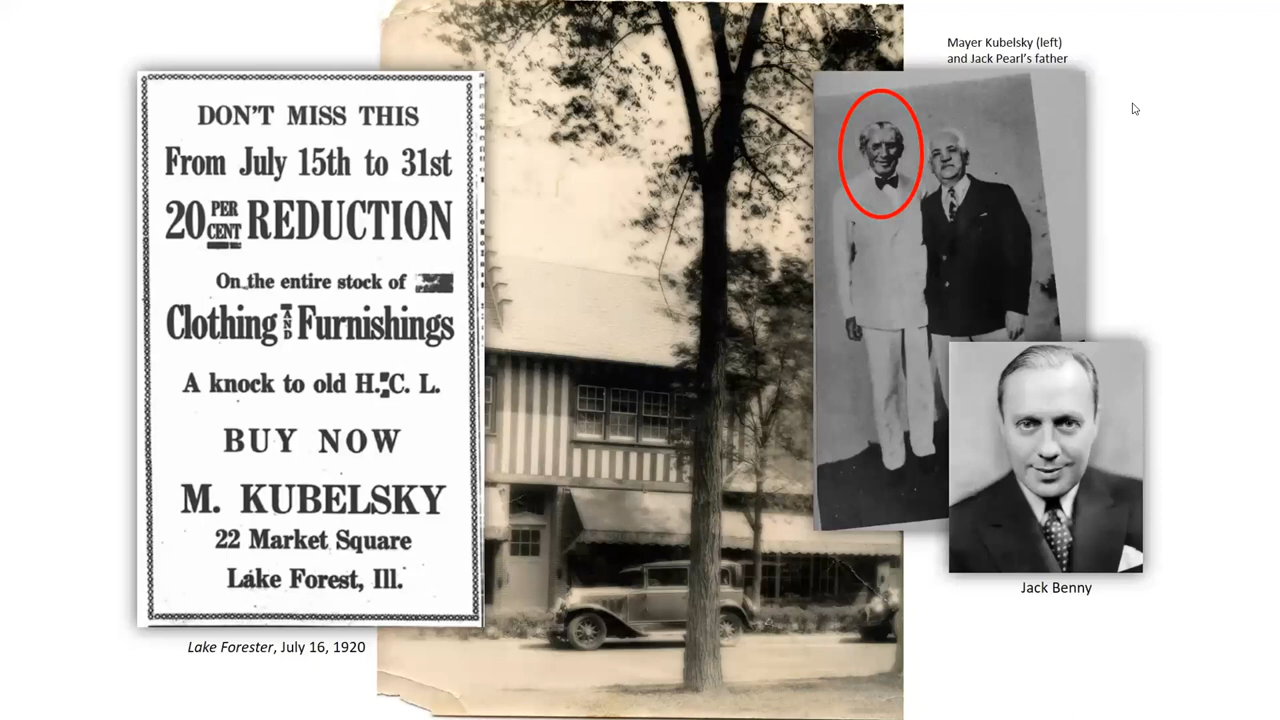 DON'T MISS THIS
From July 15th to 31st
20 PER CENT REDUCTION
On the entire stock of
Clothing AND Furnishings
A knock to old H. C. L.
BUY NOW
M. KUBELSKY
22 Market Square
Lake Forest, Ill.
Lake Forester, July 16, 1920
Mayer Kubelsky (left)
and Jack Pearl's father
Jack Benny